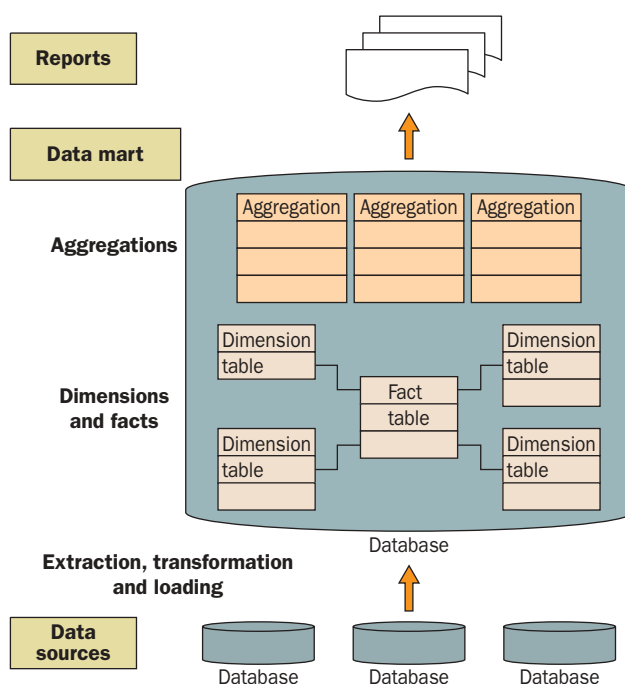 Reports
Data mart
Aggregation Aggregation Aggregation
Aggregations
Dimension
table
Dimension
table
Fact
table
Dimensions
and facts
Dimension
table
Dimension
table
Database
Extraction, transformation
and loading
Data
sources
Database Database Database